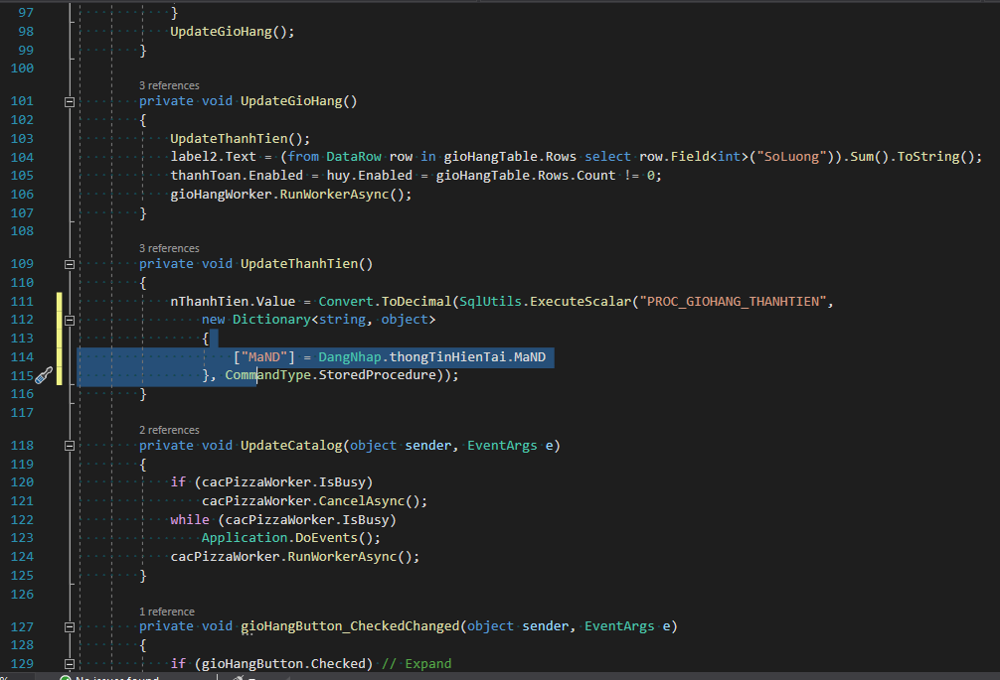 97 }
98 UpdateGioHang();
99 }
100
3 references
101 private void UpdateGioHang()
102 {
103 UpdateThanhTien();
104 label2.Text = (from DataRow row in gioHangTable.Rows select row.Field<int>("SoLuong")).Sum().ToString();
105 thanhToan.Enabled = huy.Enabled = gioHangTable.Rows.Count != 0;
106 gioHangWorker.RunWorkerAsync();
107 }
108
3 references
109 private void UpdateThanhTien()
110 {
111 nThanhTien.Value = Convert.ToDecimal(SqlUtils.ExecuteScalar("PROC_GIOHANG_THANHTIEN",
112 new Dictionary<string, object>
113 {
114 ["MaND"] = DangNhap.thongTinHienTai.MaND
115 }, CommandType.StoredProcedure));
116 }
117
2 references
118 private void UpdateCatalog(object sender, EventArgs e)
119 {
120 if (cacPizzaWorker.IsBusy)
121 cacPizzaWorker.CancelAsync();
122 while (cacPizzaWorker.IsBusy)
123 Application.DoEvents();
124 cacPizzaWorker.RunWorkerAsync();
125 }
126
1 reference
127 private void gioHangButton_CheckedChanged(object sender, EventArgs e)
128 {
129 if (gioHangButton.Checked) // Expand
% No issues found